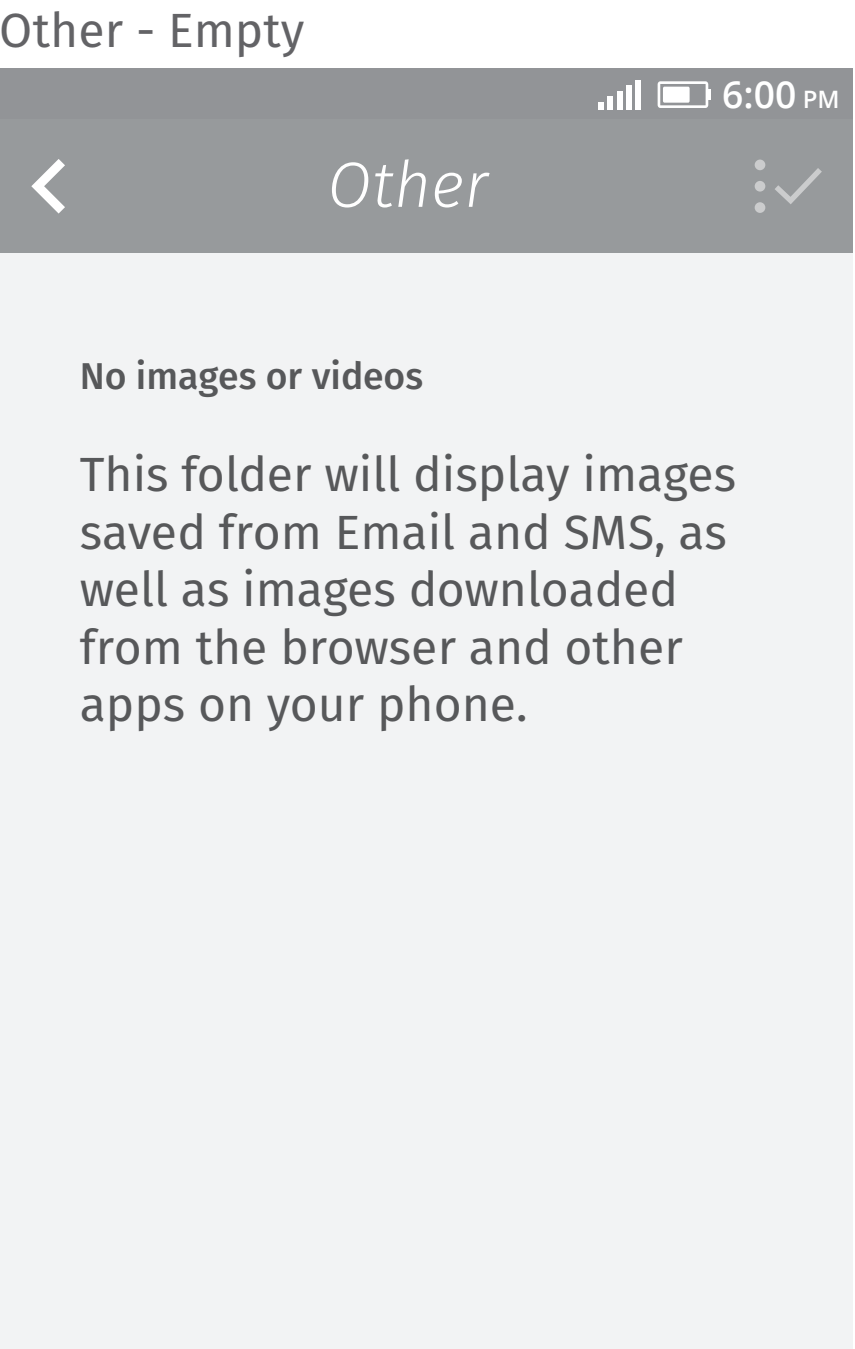 Other - Empty
6:00 PM
Other
No images or videos
This folder will display images
saved from Email and SMS, as
well as images downloaded
from the browser and other
apps on your phone.